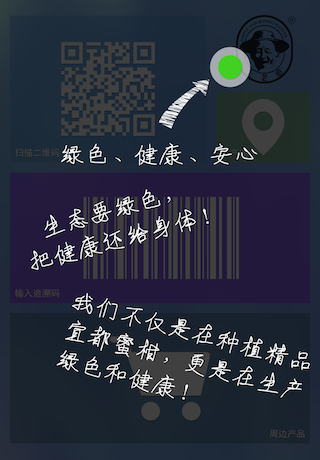 扫描二维码
绿色、健康、安心
生态要绿色，
把健康还给身体！
输入追溯码
我们不仅是在种植精品
宜都蜜柑，更是在生产
绿色和健康！
周边产品